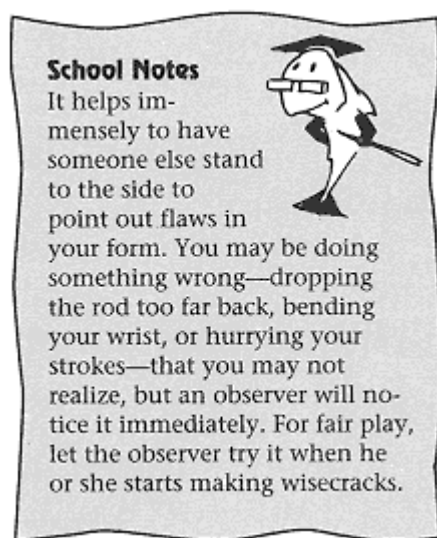 School Notes
It helps im-
mensely to have
someone else stand
to the side to
point out flaws in
your form. You may be doing
something wrong—dropping
the rod too far back, bending
your wrist, or hurrying your
strokes—that you may not
realize, but an observer will no-
tice it immediately. For fair play,
let the observer try it when he
or she starts making wisecracks.